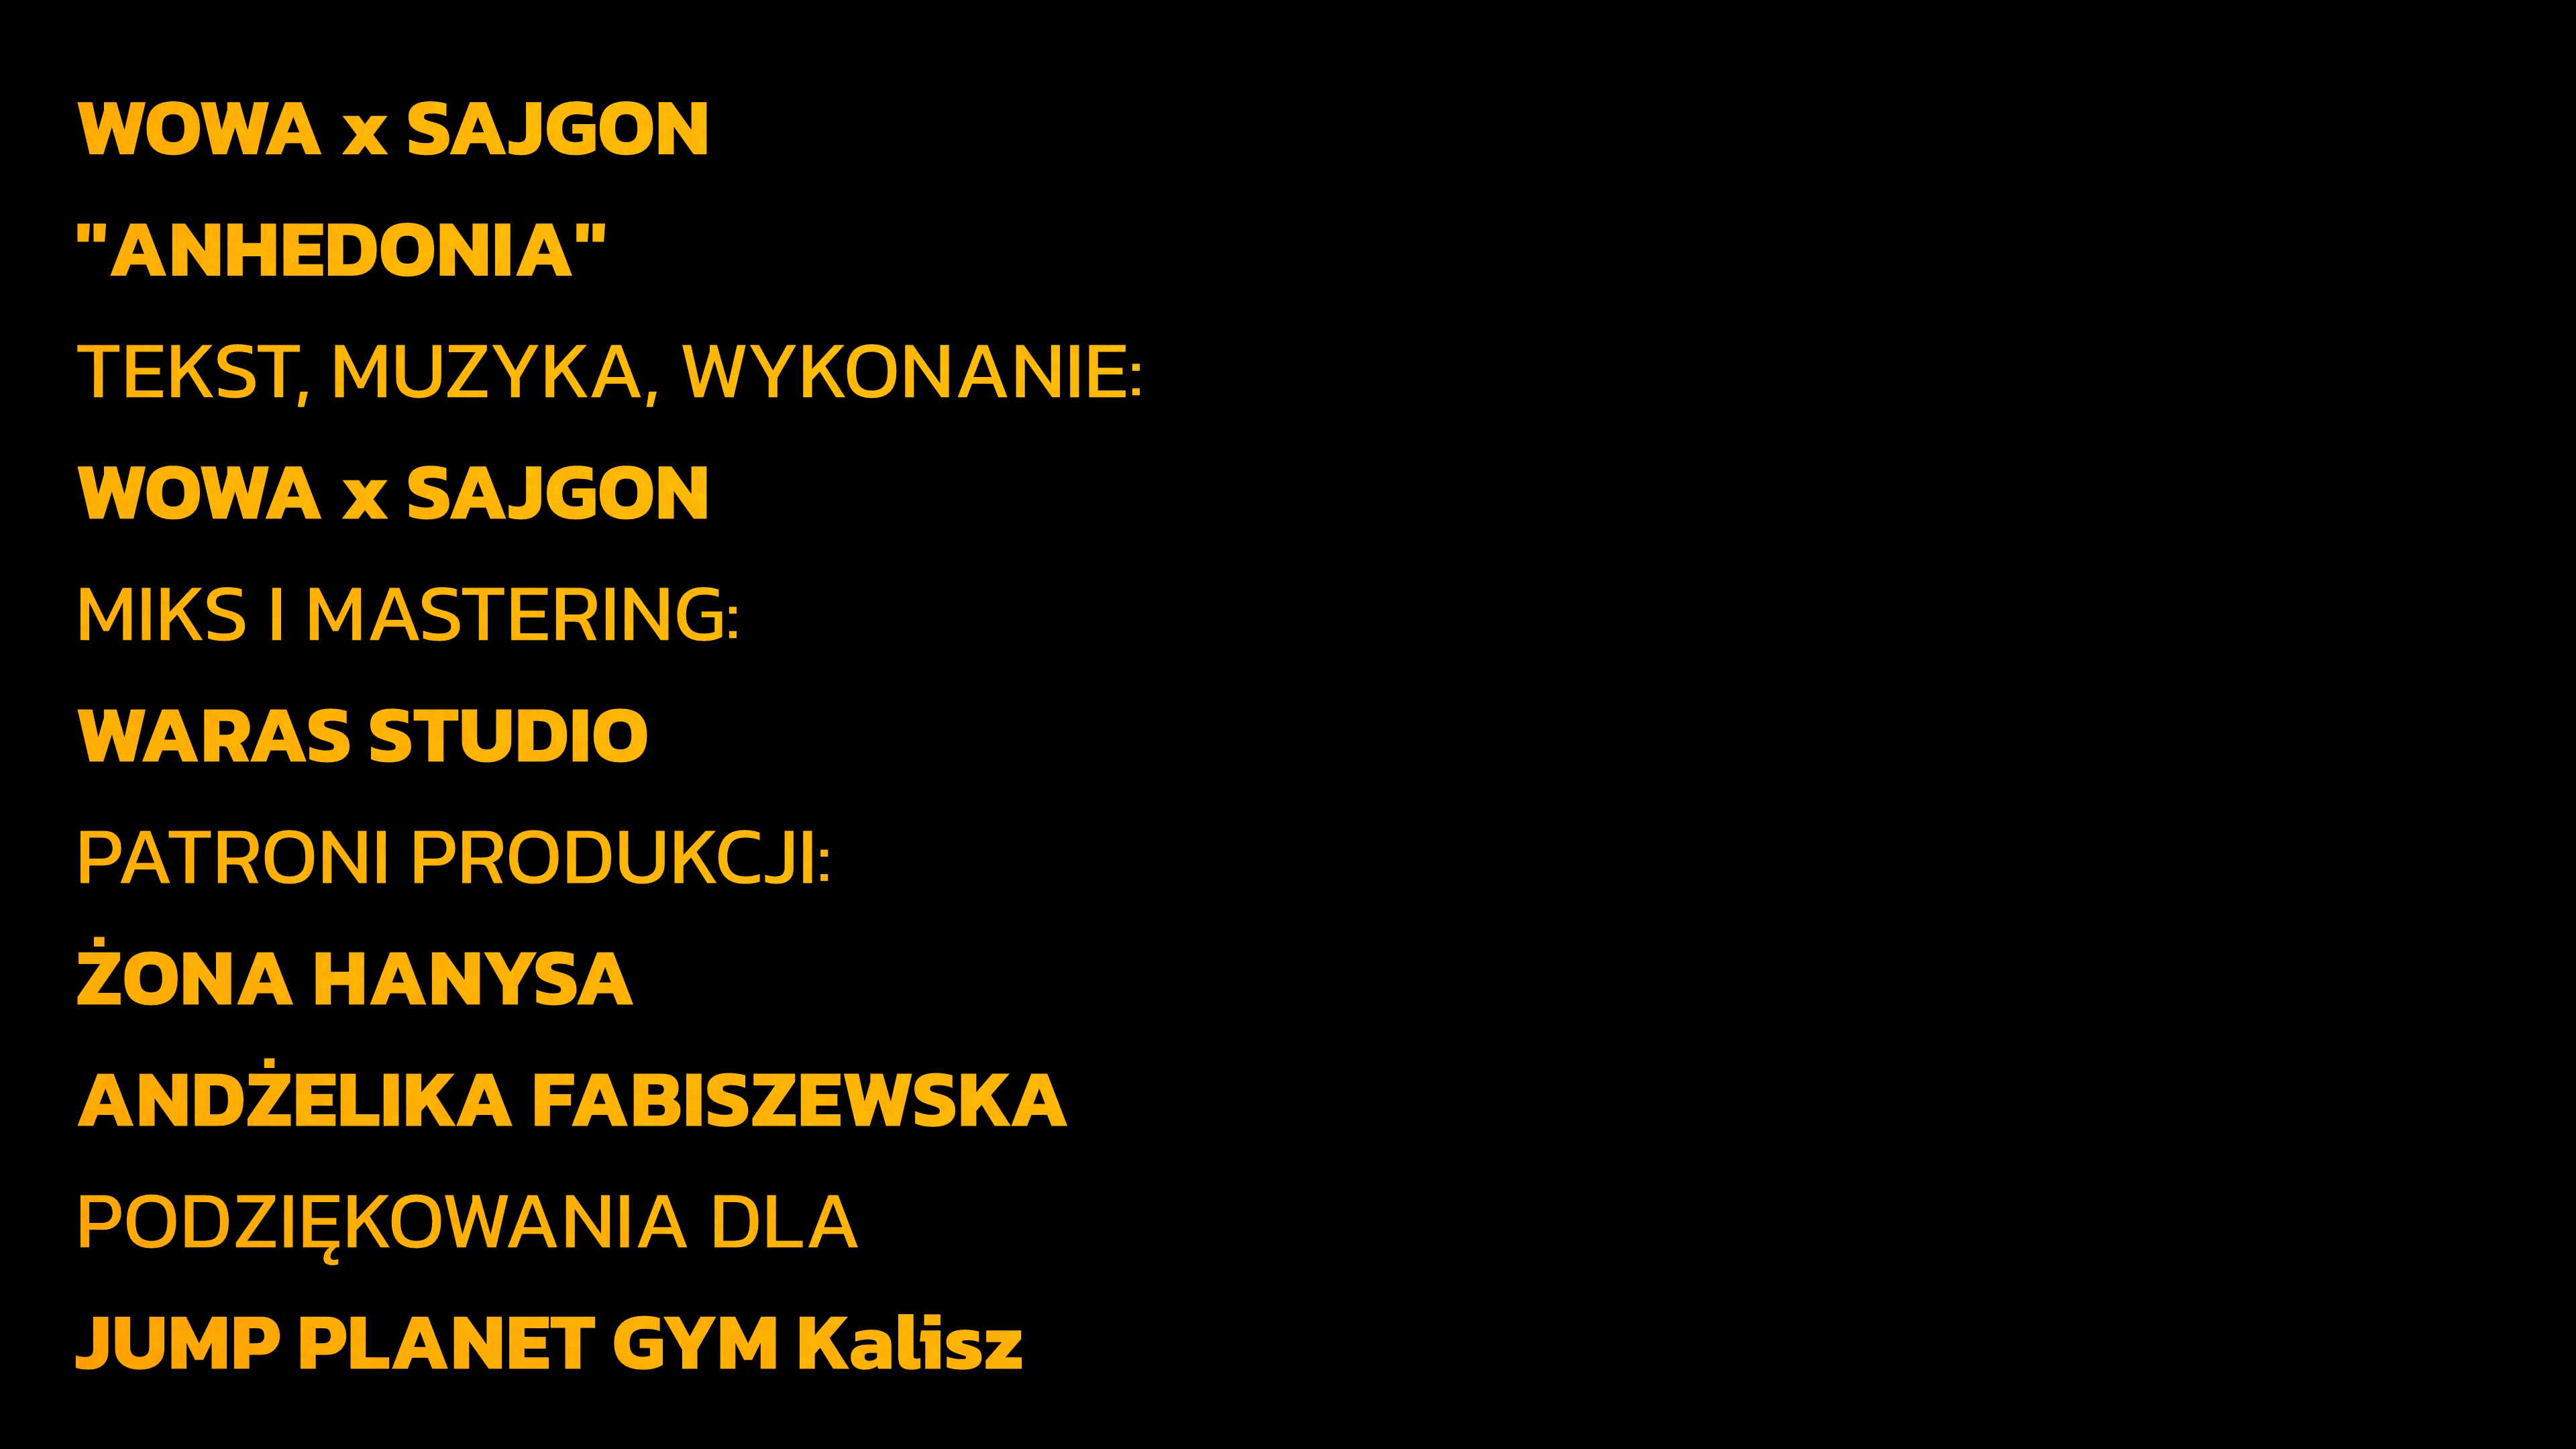 WOWA x SAJGON
"ANHEDONIA"
TEKST, MUZYKA, WYKONANIE:
WOWA x SAJGON
MIKS I MASTERING:
WARAS STUDIO
PATRONI PRODUKCJI:
ŻONA HANYSA
ANDŻELIKA FABISZEWSKA
PODZIĘKOWANIA DLA
JUMP PLANET GYM Kalisz